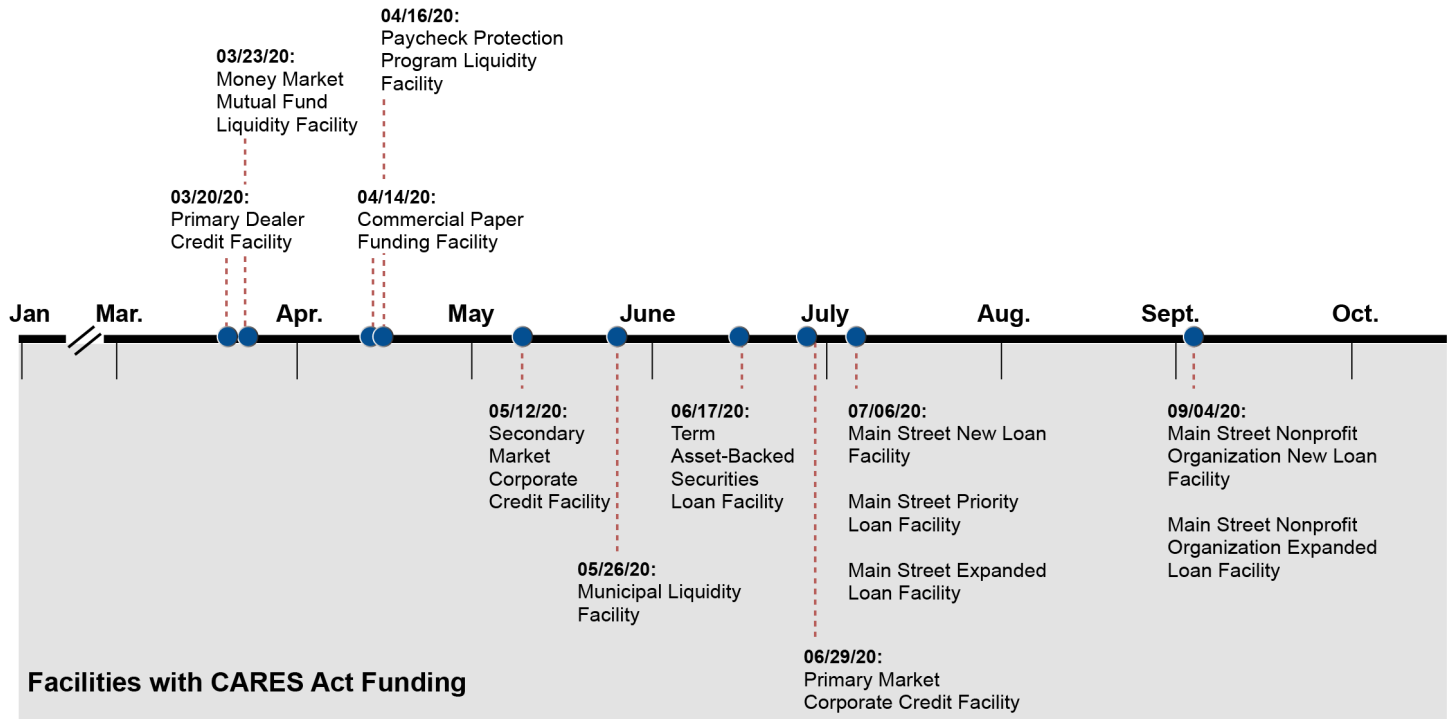 04/16/20:
Paycheck Protection
Program Liquidity
Facility
03/23/20:
Money Market
Mutual Fund
Liquidity Facility
03/20/20:
Primary Dealer
Credit Facility
04/14/20:
Commercial Paper
Funding Facility
Jan Mar. Apr. May June July Aug. Sept. Oct.
05/12/20:
Secondary
Market
Corporate
Credit Facility
05/26/20:
Municipal Liquidity
Facility
06/17/20:
Term
Asset-Backed
Securities
Loan Facility
06/29/20:
Primary Market
Corporate Credit Facility
07/06/20:
Main Street New Loan
Facility
Main Street Priority
Loan Facility
Main Street Expanded
Loan Facility
09/04/20:
Main Street Nonprofit
Organization New Loan
Facility
Main Street Nonprofit
Organization Expanded
Loan Facility
Facilities with CARES Act Funding